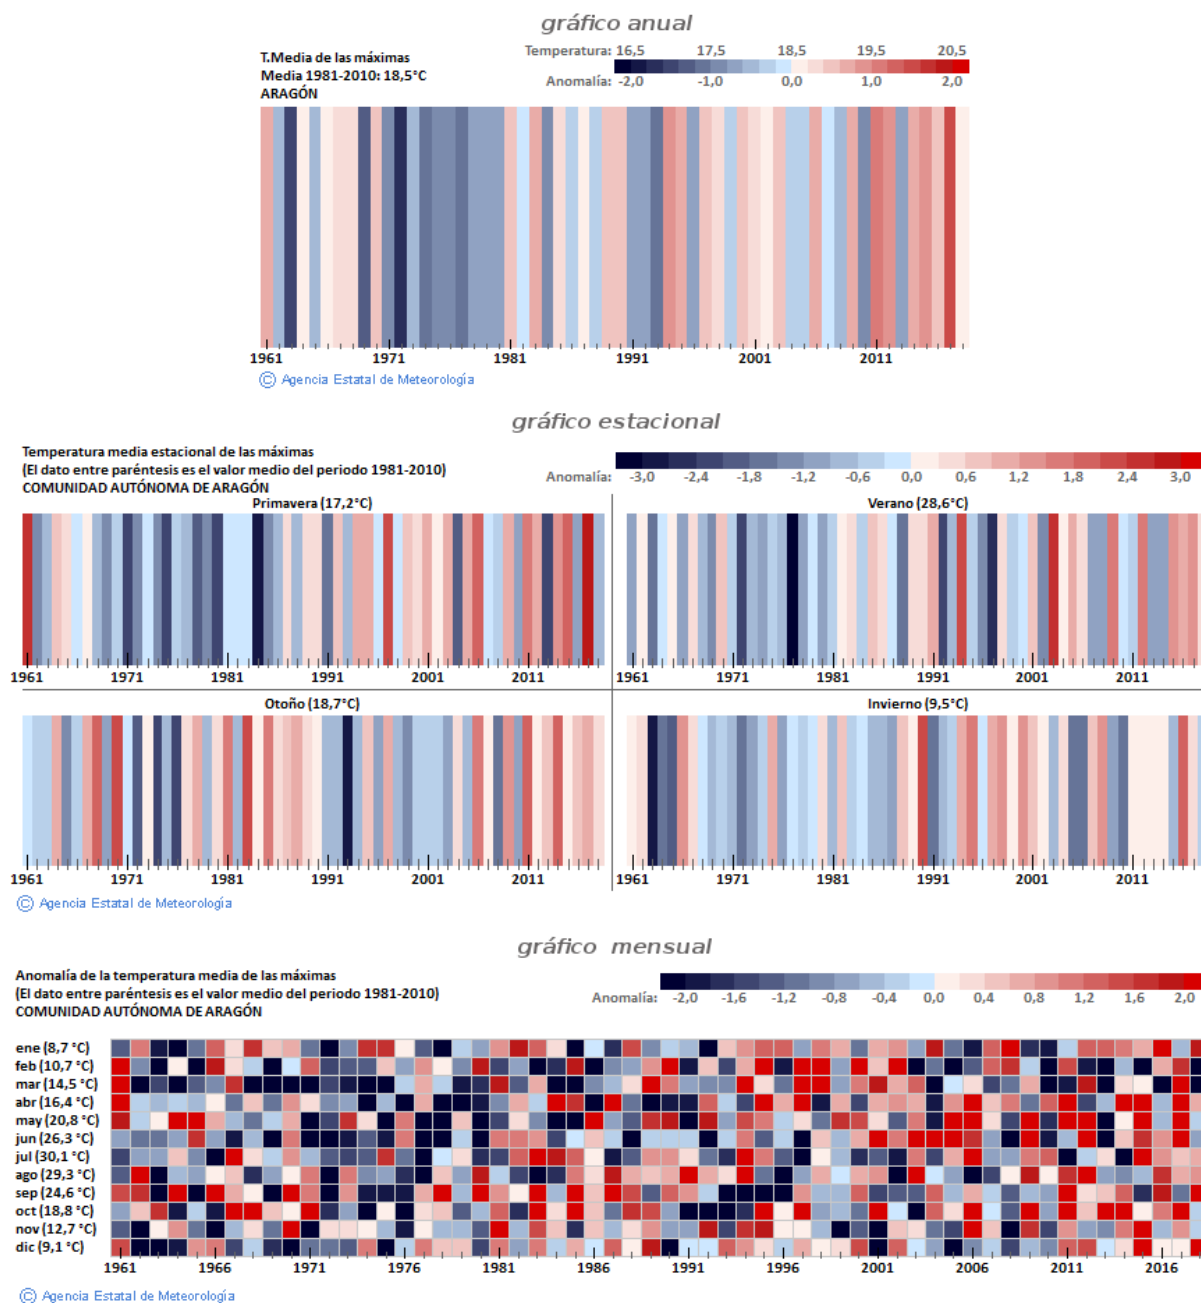 gráfico anual
T.Media de las máximas
Media 1981-2010: 18,5°C
ARAGÓN
Temperatura: 16,5 17,5 18,5 19,5 20,5
Anomalía: -2,0 -1,0 0,0 1,0 2,0
1961 1971 1981 1991 2001 2011
© Agencia Estatal de Meteorología
gráfico estacional
Temperatura media estacional de las máximas
(El dato entre paréntesis es el valor medio del periodo 1981-2010)
COMUNIDAD AUTÓNOMA DE ARAGÓN
Anomalía: -3,0 -2,4 -1,8 -1,2 -0,6 0,0 0,6 1,2 1,8 2,4 3,0
Primavera (17,2°C)
1961 1971 1981 1991 2001 2011
Verano (28,6°C)
1961 1971 1981 1991 2001 2011
Otoño (18,7°C)
1961 1971 1981 1991 2001 2011
Invierno (9,5°C)
1961 1971 1981 1991 2001 2011
© Agencia Estatal de Meteorología
gráfico mensual
Anomalía de la temperatura media de las máximas
(El dato entre paréntesis es el valor medio del periodo 1981-2010)
COMUNIDAD AUTÓNOMA DE ARAGÓN
Anomalía: -2,0 -1,6 -1,2 -0,8 -0,4 0,0 0,4 0,8 1,2 1,6 2,0
ene (8,7 °C)
feb (10,7 °C)
mar (14,5 °C)
abr (16,4 °C)
may (20,8 °C)
jun (26,3 °C)
jul (30,1 °C)
ago (29,3 °C)
sep (24,6 °C)
oct (18,8 °C)
nov (12,7 °C)
dic (9,1 °C)
1961 1966 1971 1976 1981 1986 1991 1996 2001 2006 2011 2016
© Agencia Estatal de Meteorología